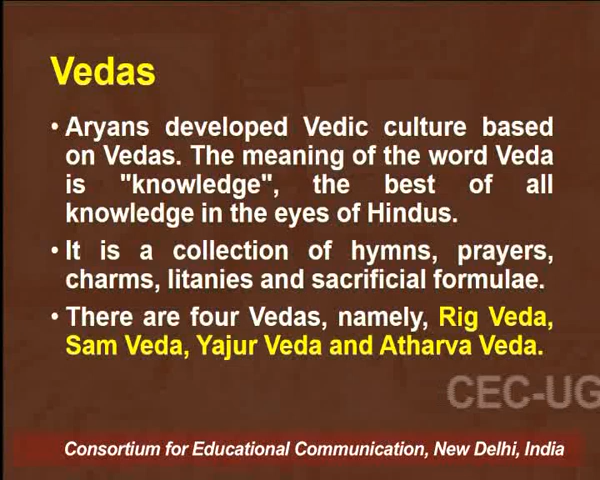 Vedas
• Aryans developed Vedic culture based
on Vedas. The meaning of the word Veda
is "knowledge", the best of all
knowledge in the eyes of Hindus.
• It is a collection of hymns, prayers,
charms, litanies and sacrificial formulae.
• There are four Vedas, namely, Rig Veda,
Sam Veda, Yajur Veda and Atharva Veda.
CEC-UG
Consortium for Educational Communication, New Delhi, India